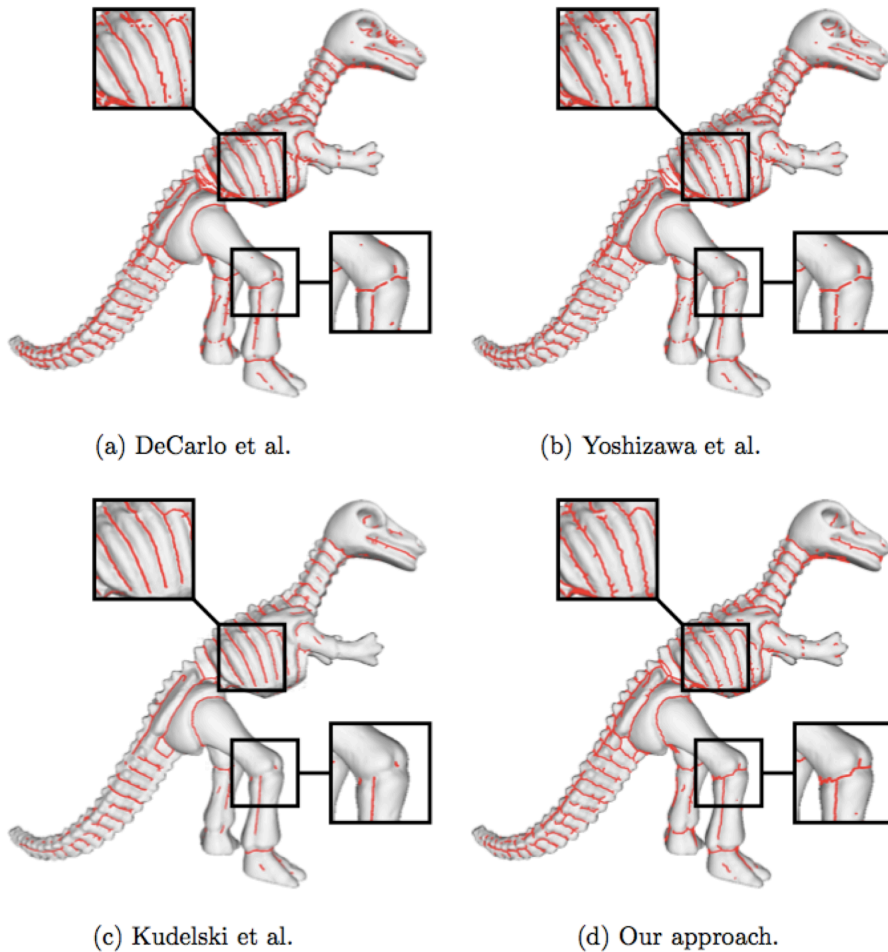 (a) DeCarlo et al.
(b) Yoshizawa et al.
(c) Kudelski et al.
(d) Our approach.